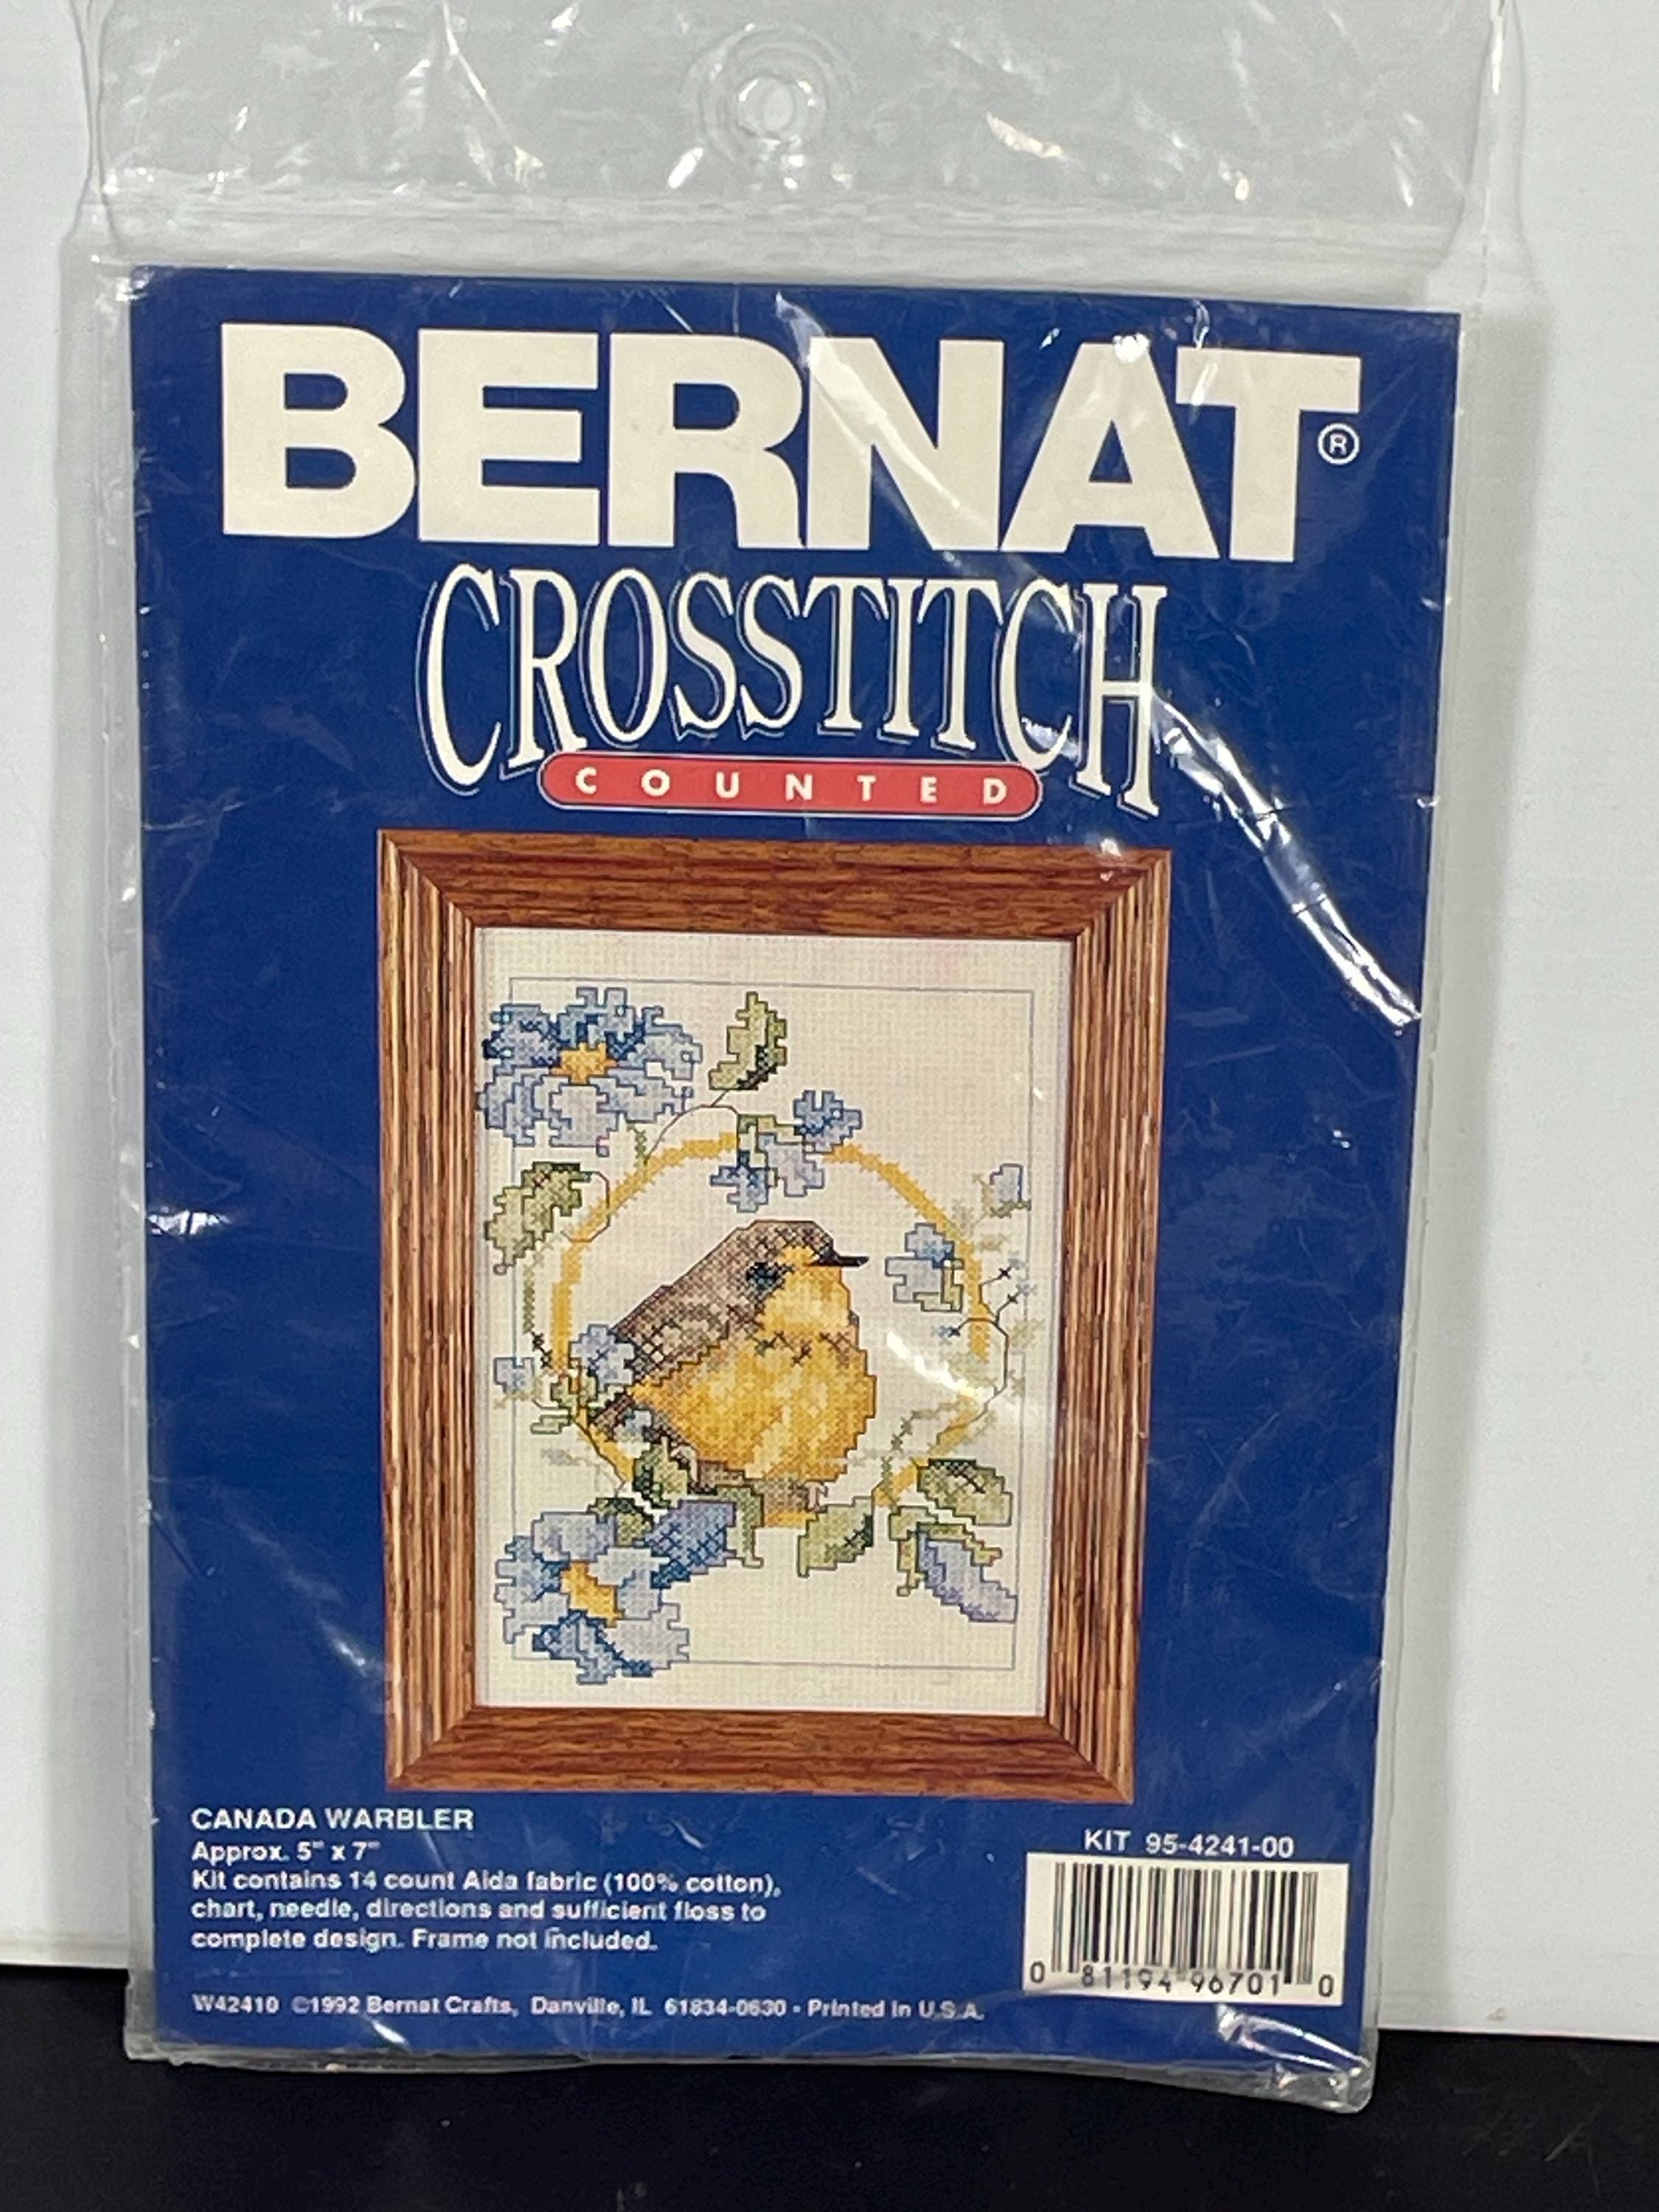 BERNAT®
CROSSTITCH
COUNTED
CANADA WARBLER
Approx. 5" x 7"
Kit contains 14 count Aida fabric (100% cotton),
chart, needle, directions and sufficient floss to
complete design. Frame not included.
W42410 ©1992 Bernat Crafts, Danville, IL 61834-0630 • Printed in U.S.A.
KIT 95-4241-00
0 81194 96701 0